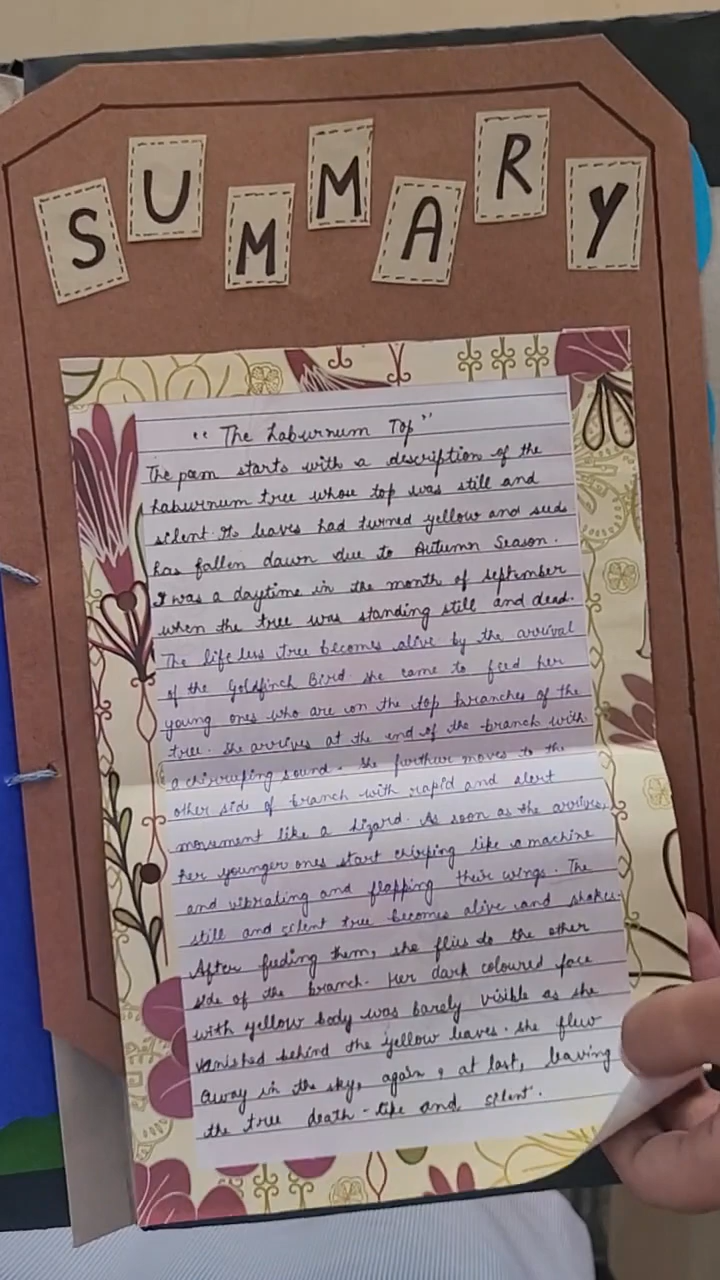 SUMMARY
"The Laburnum Top"
The poem starts with a description of the
Laburnum tree whose top was still and
silent. Its leaves had turned yellow and seeds
has fallen dawn due to Autumn Season.
I was a daytime in the month of september
when the tree was standing still and dead.
The life less tree becomes alive by the arrival
of the Goldfinch Bird. she came to feed her
young ones who are on the top branches of the
tree. She arrives at the end of the branch with
a chirruping sound. She further moves to the
other side of branch with rapid and alert
movement like a lizard. As soon as she arrives,
her younger ones start chirping like a machine
and vibrating and flapping their wings. The
still and silent tree becomes alive and shakes.
After feeding them, she flies to the other
side of the branch. Her dark coloured face
with yellow body was barely visible as she
vanished behind the yellow leaves. she flew
away in the sky, again, at last, leaving
the tree death-like and silent.